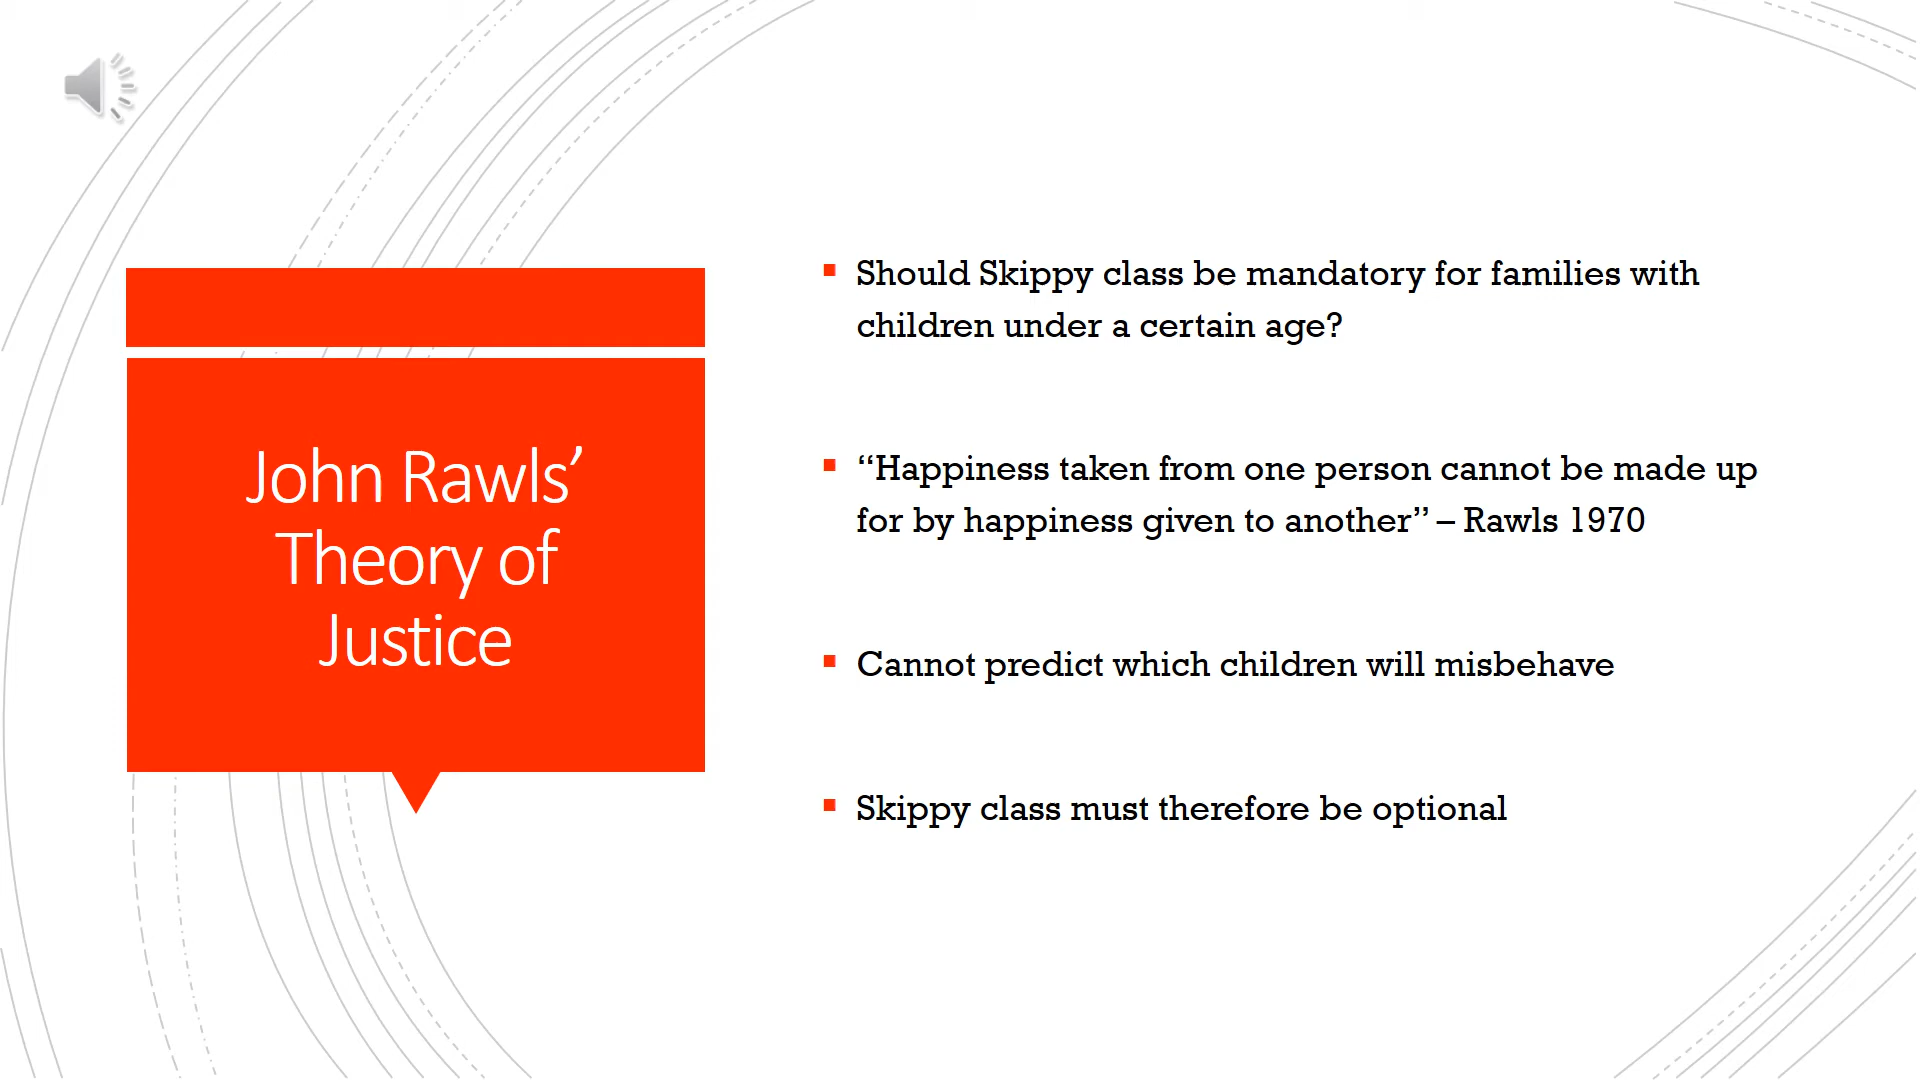 John Rawls’
Theory of
Justice
Should Skippy class be mandatory for families with
children under a certain age?
“Happiness taken from one person cannot be made up
for by happiness given to another” – Rawls 1970
Cannot predict which children will misbehave
Skippy class must therefore be optional